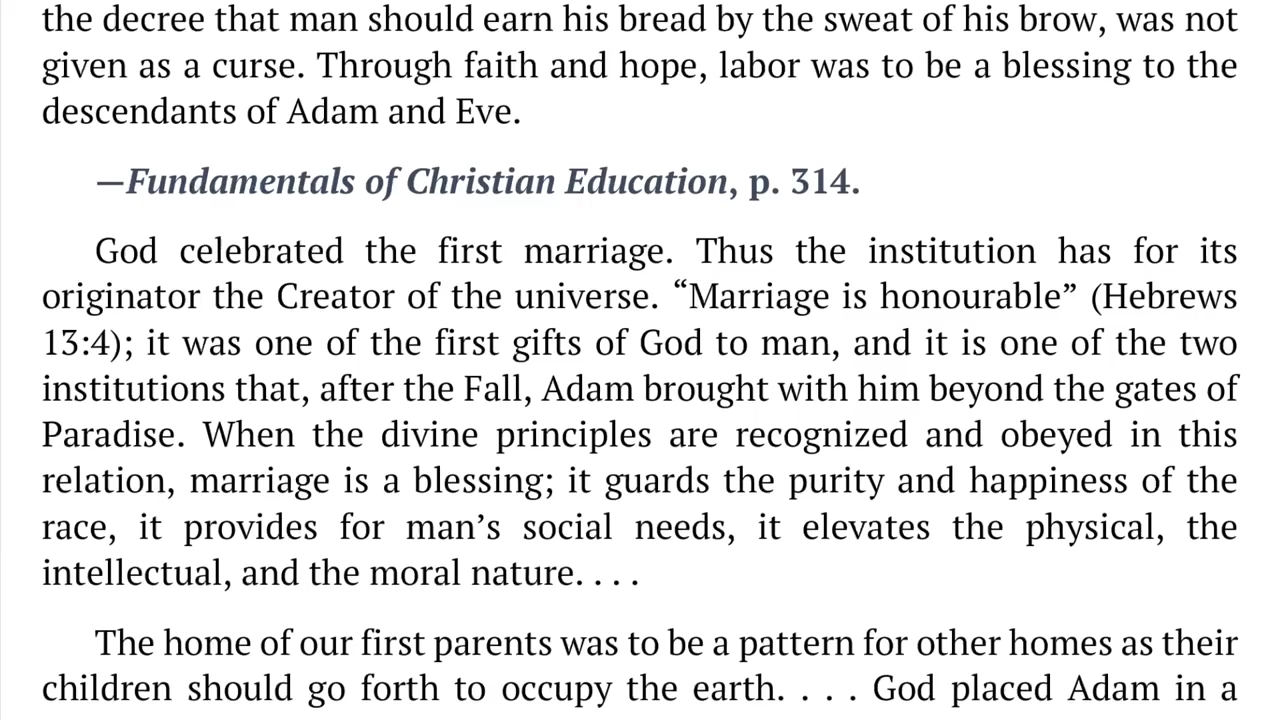 the decree that man should earn his bread by the sweat of his brow, was not
given as a curse. Through faith and hope, labor was to be a blessing to the
descendants of Adam and Eve.
—Fundamentals of Christian Education, p. 314.
God celebrated the first marriage. Thus the institution has for its
originator the Creator of the universe. “Marriage is honourable” (Hebrews
13:4); it was one of the first gifts of God to man, and it is one of the two
institutions that, after the Fall, Adam brought with him beyond the gates of
Paradise. When the divine principles are recognized and obeyed in this
relation, marriage is a blessing; it guards the purity and happiness of the
race, it provides for man’s social needs, it elevates the physical, the
intellectual, and the moral nature. . . .
The home of our first parents was to be a pattern for other homes as their
children should go forth to occupy the earth. . . . God placed Adam in a